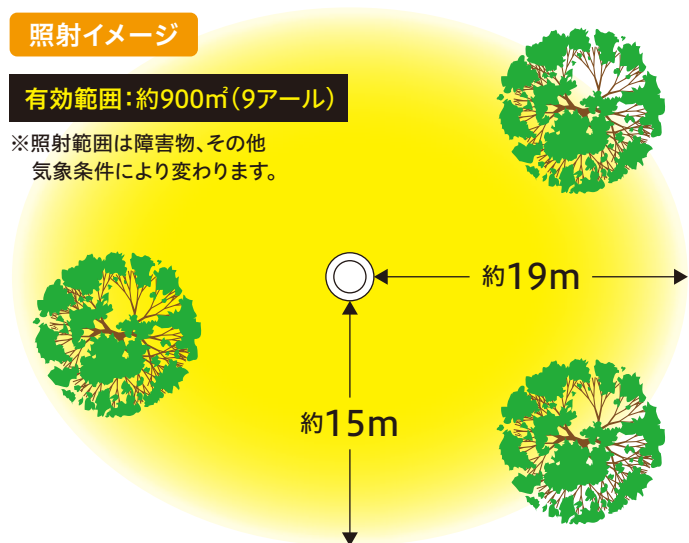 照射イメージ
有効範囲：約900㎡（9アール）
※照射範囲は障害物、その他
気象条件により変わります。
約19m
約15m